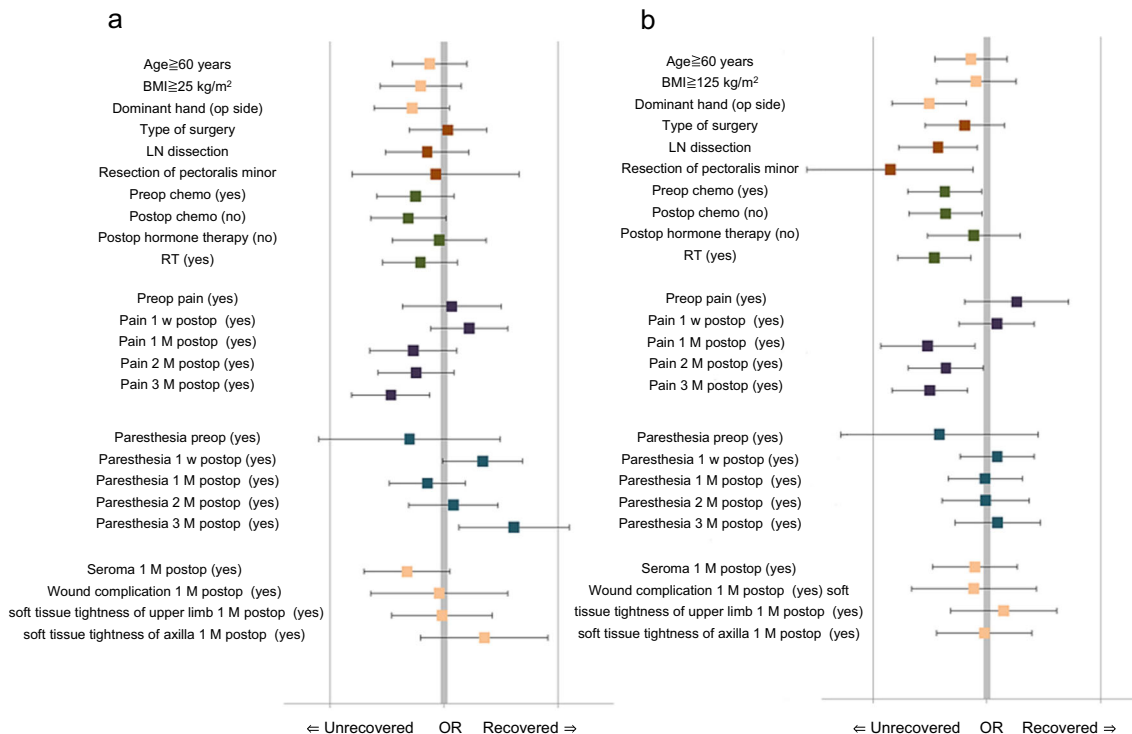 a
Age≧60 years
BMI≧25 kg/m²
Dominant hand (op side)
Type of surgery
LN dissection
Resection of pectoralis minor
Preop chemo (yes)
Postop chemo (no)
Postop hormone therapy (no)
RT (yes)
Preop pain (yes)
Pain 1 w postop (yes)
Pain 1 M postop (yes)
Pain 2 M postop (yes)
Pain 3 M postop (yes)
Paresthesia preop (yes)
Paresthesia 1 w postop (yes)
Paresthesia 1 M postop (yes)
Paresthesia 2 M postop (yes)
Paresthesia 3 M postop (yes)
Seroma 1 M postop (yes)
Wound complication 1 M postop (yes)
soft tissue tightness of upper limb 1 M postop (yes)
soft tissue tightness of axilla 1 M postop (yes)
⇐ Unrecovered OR Recovered ⇒
b
Age≧60 years
BMI≧125 kg/m²
Dominant hand (op side)
Type of surgery
LN dissection
Resection of pectoralis minor
Preop chemo (yes)
Postop chemo (no)
Postop hormone therapy (no)
RT (yes)
Preop pain (yes)
Pain 1 w postop (yes)
Pain 1 M postop (yes)
Pain 2 M postop (yes)
Pain 3 M postop (yes)
Paresthesia preop (yes)
Paresthesia 1 w postop (yes)
Paresthesia 1 M postop (yes)
Paresthesia 2 M postop (yes)
Paresthesia 3 M postop (yes)
Seroma 1 M postop (yes)
Wound complication 1 M postop (yes) soft
tissue tightness of upper limb 1 M postop (yes)
soft tissue tightness of axilla 1 M postop (yes)
⇐ Unrecovered OR Recovered ⇒